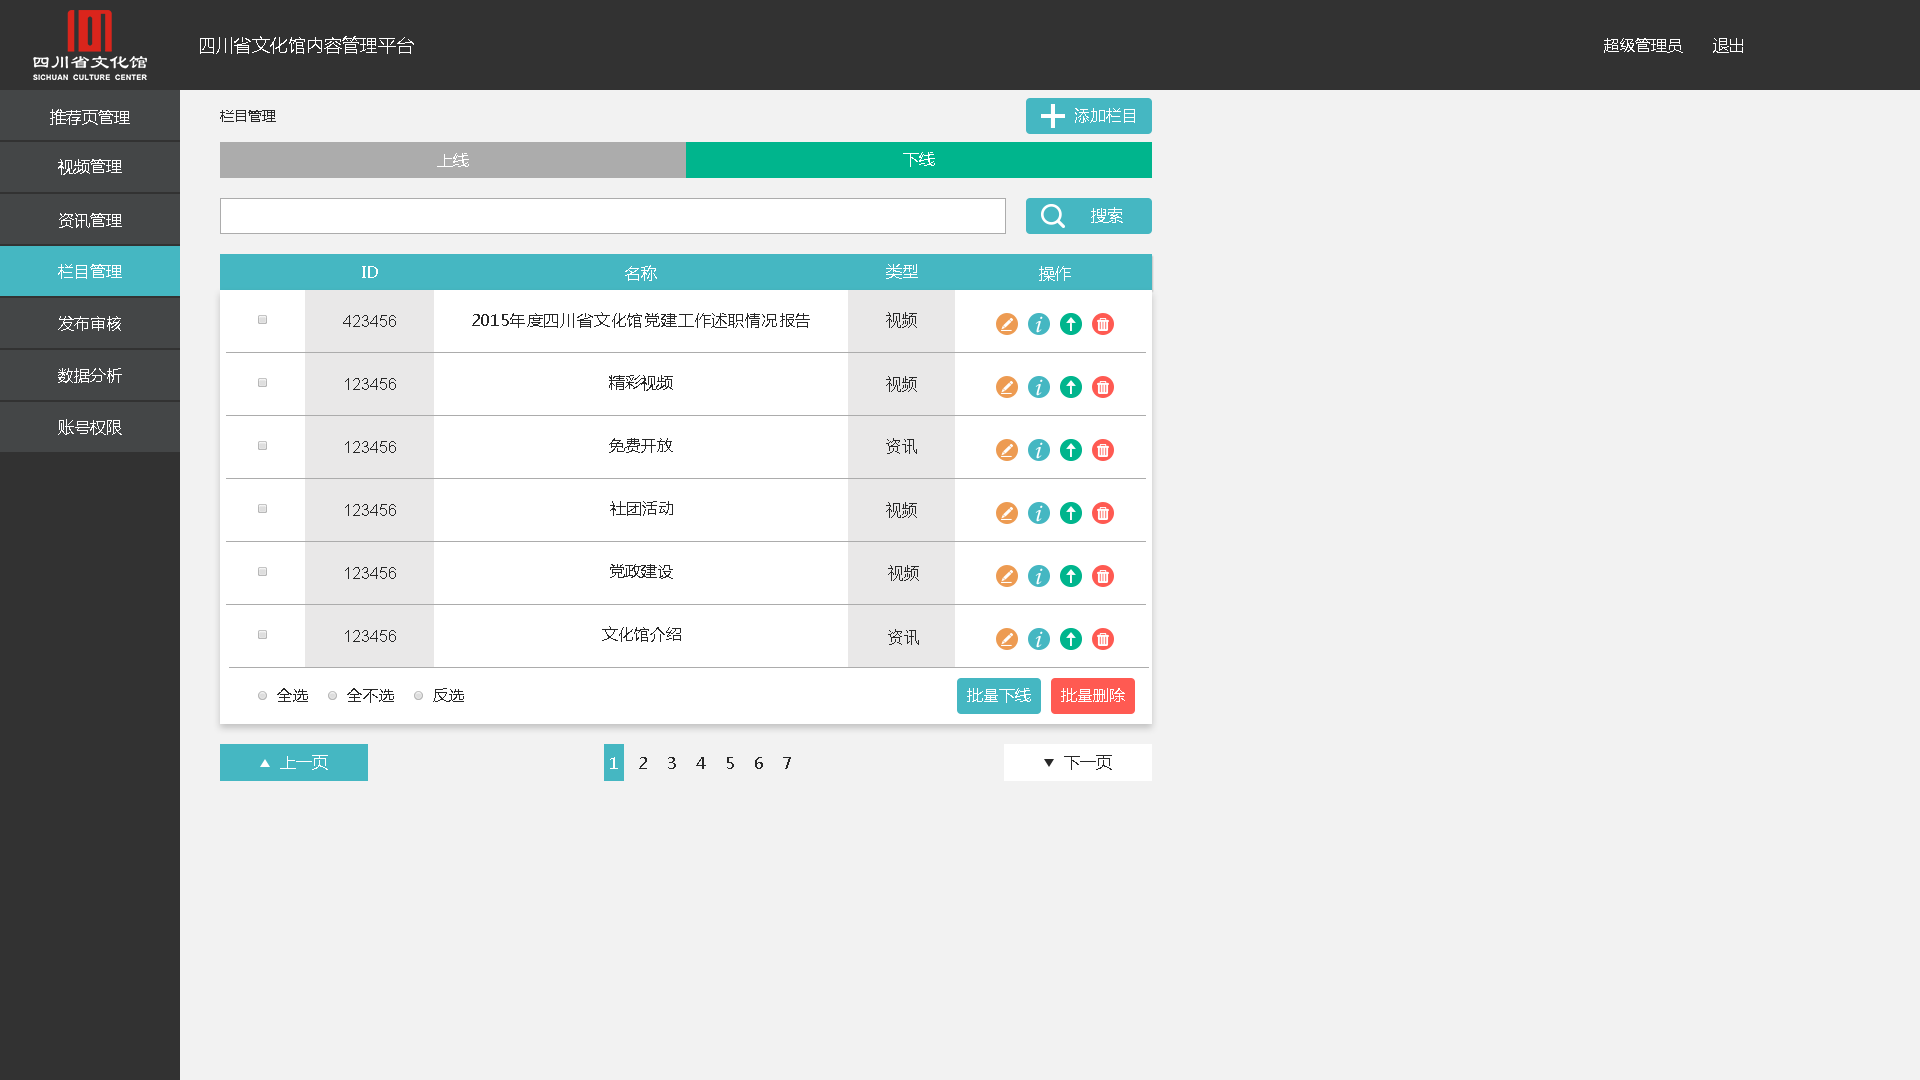 四川省文化馆
SICHUAN CULTURE CENTER
四川省文化馆内容管理平台
超级管理员 退出
推荐页管理
视频管理
资讯管理
栏目管理
发布审核
数据分析
账号权限
栏目管理
添加栏目
上线 下线
搜索
ID 名称 类型 操作
423456 2015年度四川省文化馆党建工作述职情况报告 视频
123456 精彩视频 视频
123456 免费开放 资讯
123456 社团活动 视频
123456 党政建设 视频
123456 文化馆介绍 资讯
全选 全不选 反选 批量下线 批量删除
▲ 上一页 1 2 3 4 5 6 7 ▼ 下一页